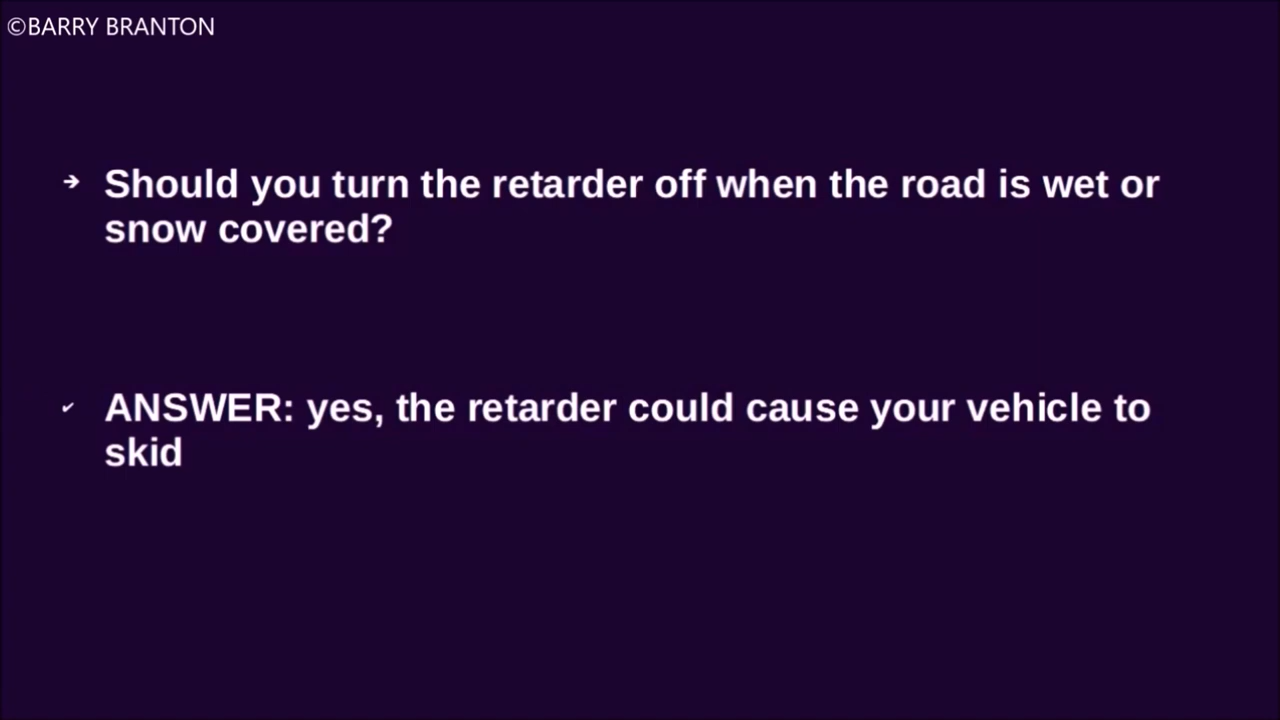 ©BARRY BRANTON
➔ Should you turn the retarder off when the road is wet or
snow covered?
✔ ANSWER: yes, the retarder could cause your vehicle to
skid